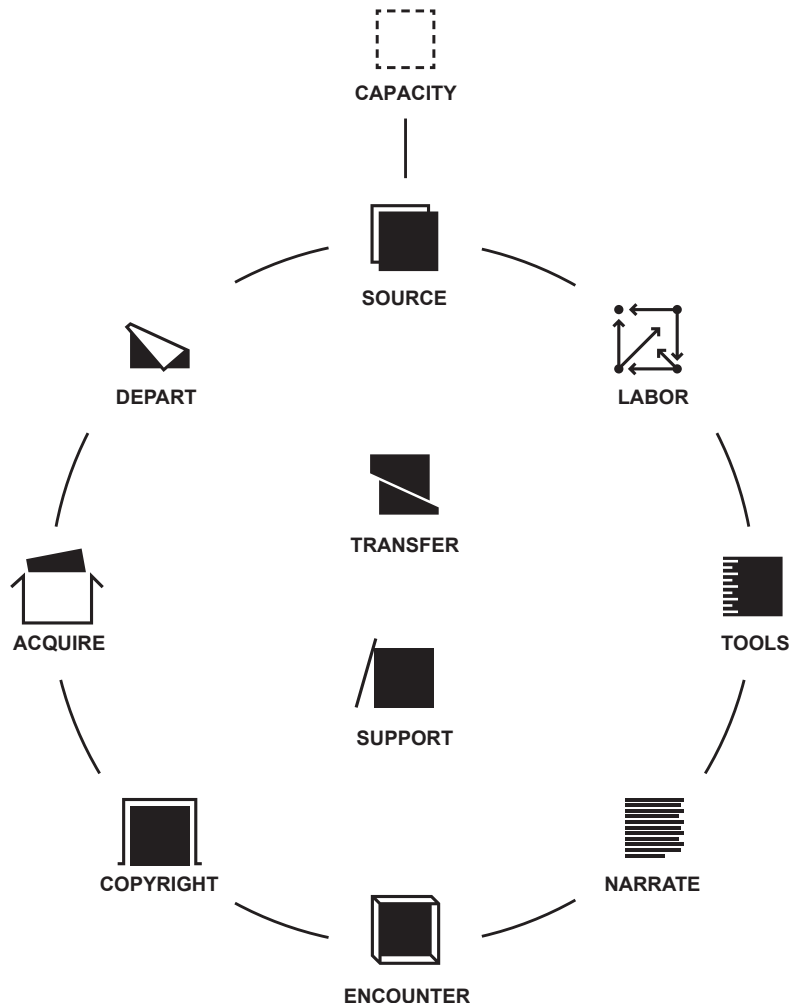 CAPACITY
SOURCE
DEPART
LABOR
TRANSFER
ACQUIRE
TOOLS
SUPPORT
COPYRIGHT
NARRATE
ENCOUNTER